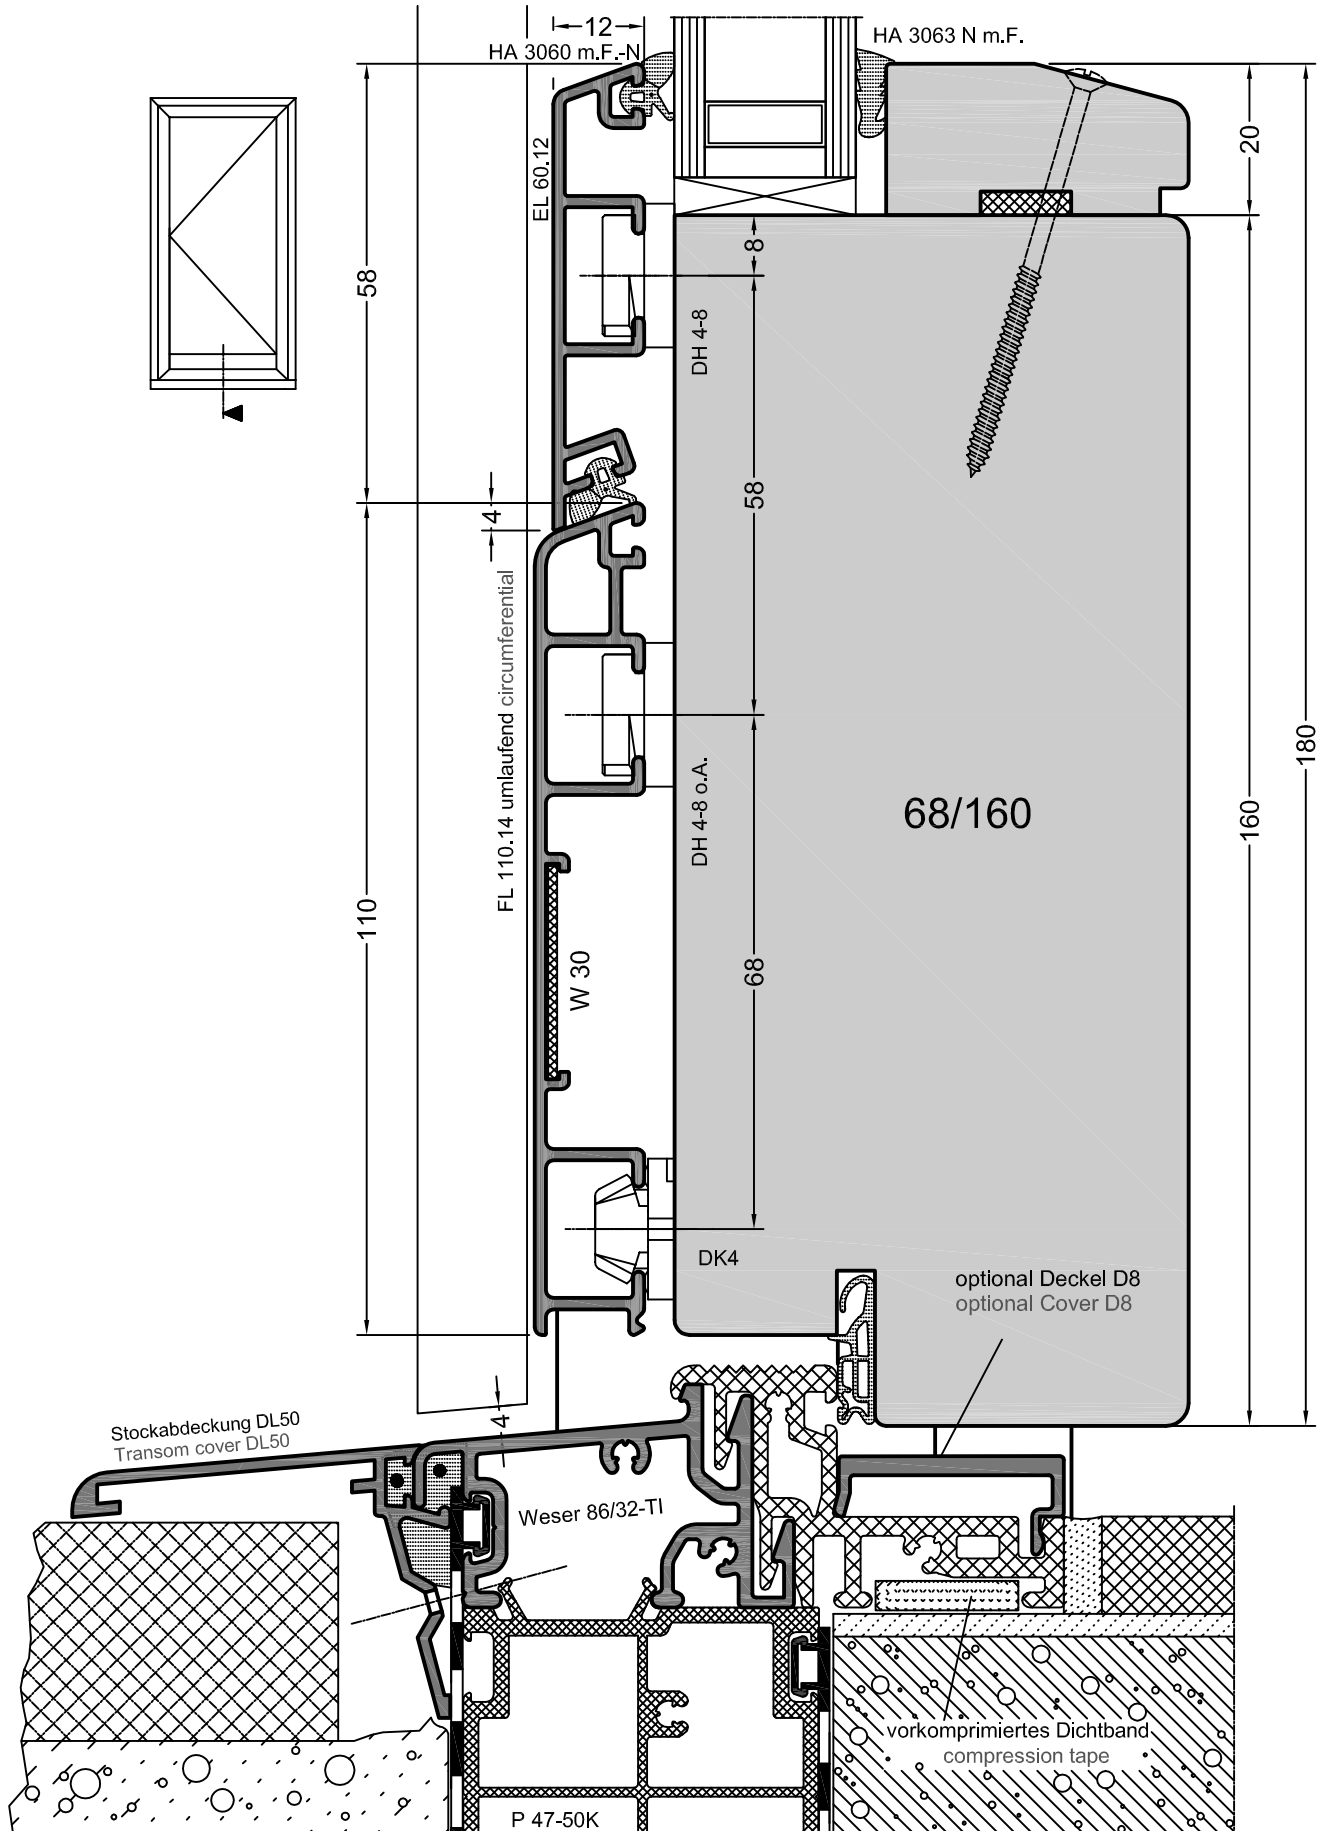 12
HA 3060 m.F.-N
HA 3063 N m.F.
EL 60.12
20
8
58
DH 4-8
58
4
FL 110.14 umlaufend circumferential
180
DH 4-8 o.A.
68/160
160
110
W 30
68
DK4
optional Deckel D8
optional Cover D8
4
Stockabdeckung DL50
Transom cover DL50
Weser 86/32-TI
vorkomprimiertes Dichtband
compression tape
P 47-50K